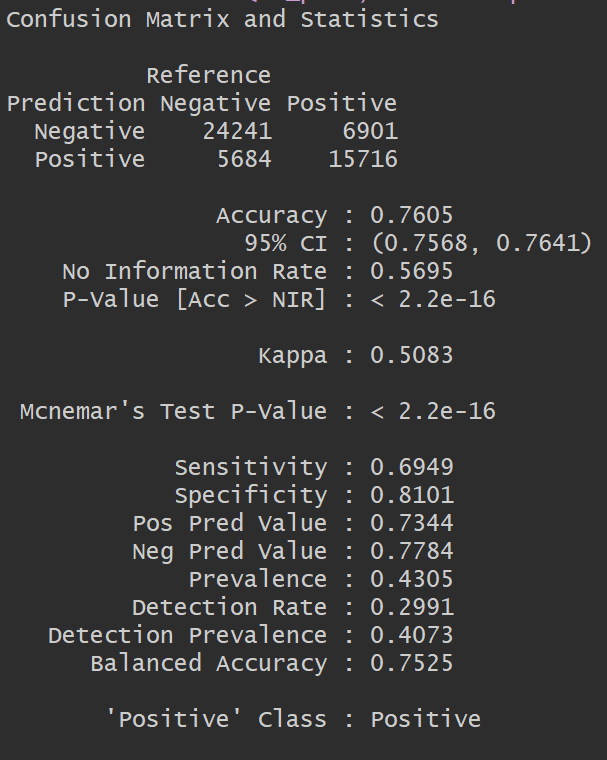 Confusion Matrix and Statistics
Reference
Prediction Negative Positive
Negative 24241 6901
Positive 5684 15716
Accuracy : 0.7605
95% CI : (0.7568, 0.7641)
No Information Rate : 0.5695
P-Value [Acc > NIR] : < 2.2e-16
Kappa : 0.5083
Mcnemar's Test P-Value : < 2.2e-16
Sensitivity : 0.6949
Specificity : 0.8101
Pos Pred Value : 0.7344
Neg Pred Value : 0.7784
Prevalence : 0.4305
Detection Rate : 0.2991
Detection Prevalence : 0.4073
Balanced Accuracy : 0.7525
'Positive' Class : Positive